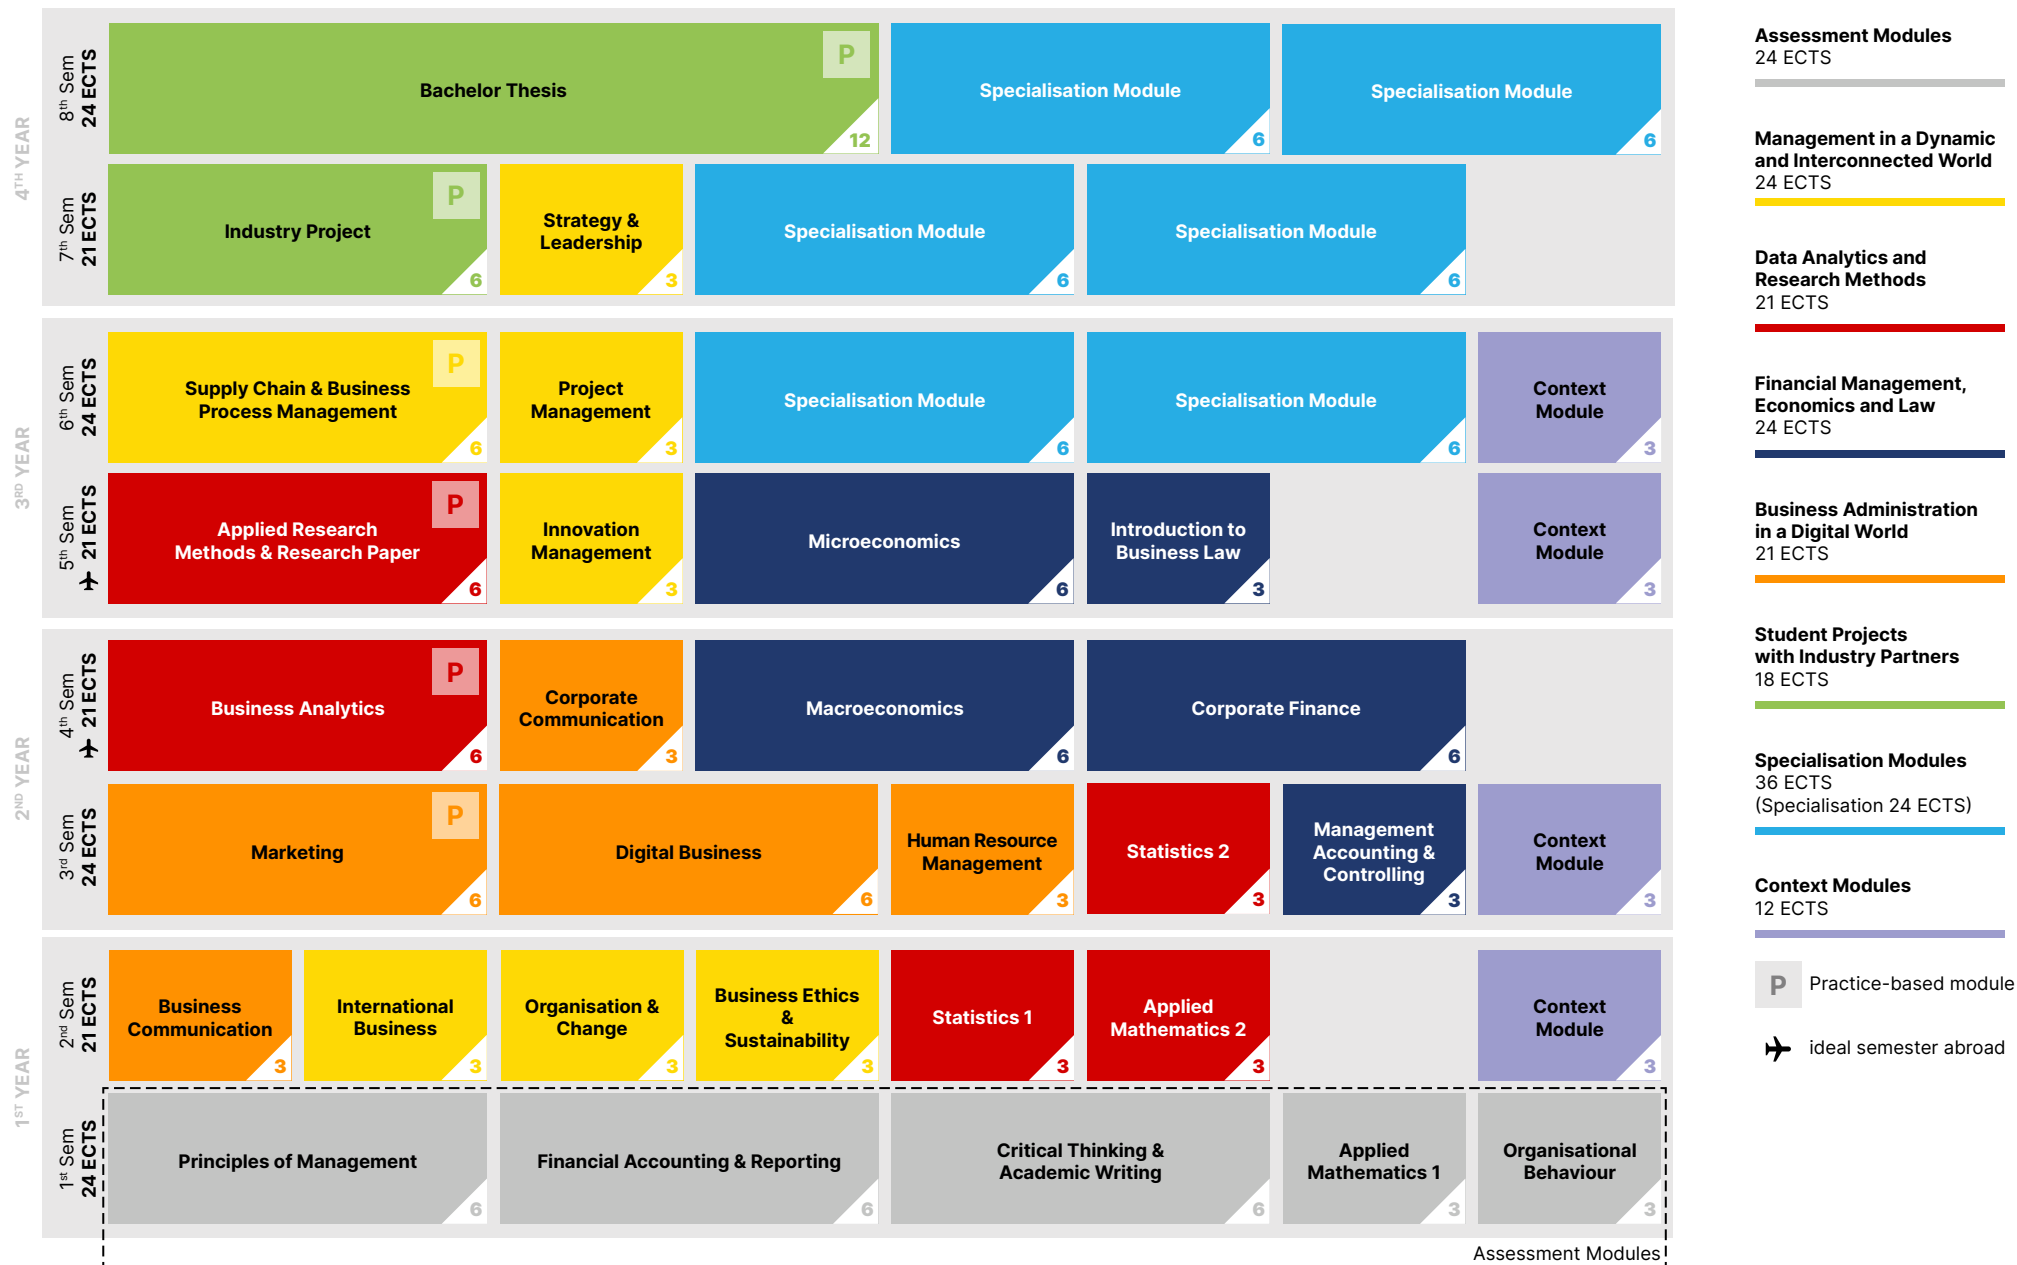 4TH YEAR
8th Sem
24 ECTS
Bachelor Thesis
P
12
Specialisation Module
6
Specialisation Module
6
7th Sem
21 ECTS
Industry Project
P
6
Strategy &
Leadership
3
Specialisation Module
6
Specialisation Module
6
3RD YEAR
6th Sem
24 ECTS
Supply Chain & Business
Process Management
P
6
Project
Management
3
Specialisation Module
6
Specialisation Module
6
Context
Module
3
5th Sem
21 ECTS
Applied Research
Methods & Research Paper
P
6
Innovation
Management
3
Microeconomics
6
Introduction to
Business Law
3
Context
Module
3
2ND YEAR
4th Sem
21 ECTS
Business Analytics
P
6
Corporate
Communication
3
Macroeconomics
6
Corporate Finance
6
3rd Sem
24 ECTS
Marketing
P
6
Digital Business
6
Human Resource
Management
3
Statistics 2
3
Management
Accounting &
Controlling
3
Context
Module
3
1ST YEAR
2nd Sem
21 ECTS
Business
Communication
3
International
Business
3
Organisation &
Change
3
Business Ethics
&
Sustainability
3
Statistics 1
3
Applied
Mathematics 2
3
Context
Module
3
1st Sem
24 ECTS
Principles of Management
6
Financial Accounting & Reporting
6
Critical Thinking &
Academic Writing
6
Applied
Mathematics 1
3
Organisational
Behaviour
3
Assessment Modules
Assessment Modules
24 ECTS
Management in a Dynamic
and Interconnected World
24 ECTS
Data Analytics and
Research Methods
21 ECTS
Financial Management,
Economics and Law
24 ECTS
Business Administration
in a Digital World
21 ECTS
Student Projects
with Industry Partners
18 ECTS
Specialisation Modules
36 ECTS
(Specialisation 24 ECTS)
Context Modules
12 ECTS
P
Practice-based module
ideal semester abroad